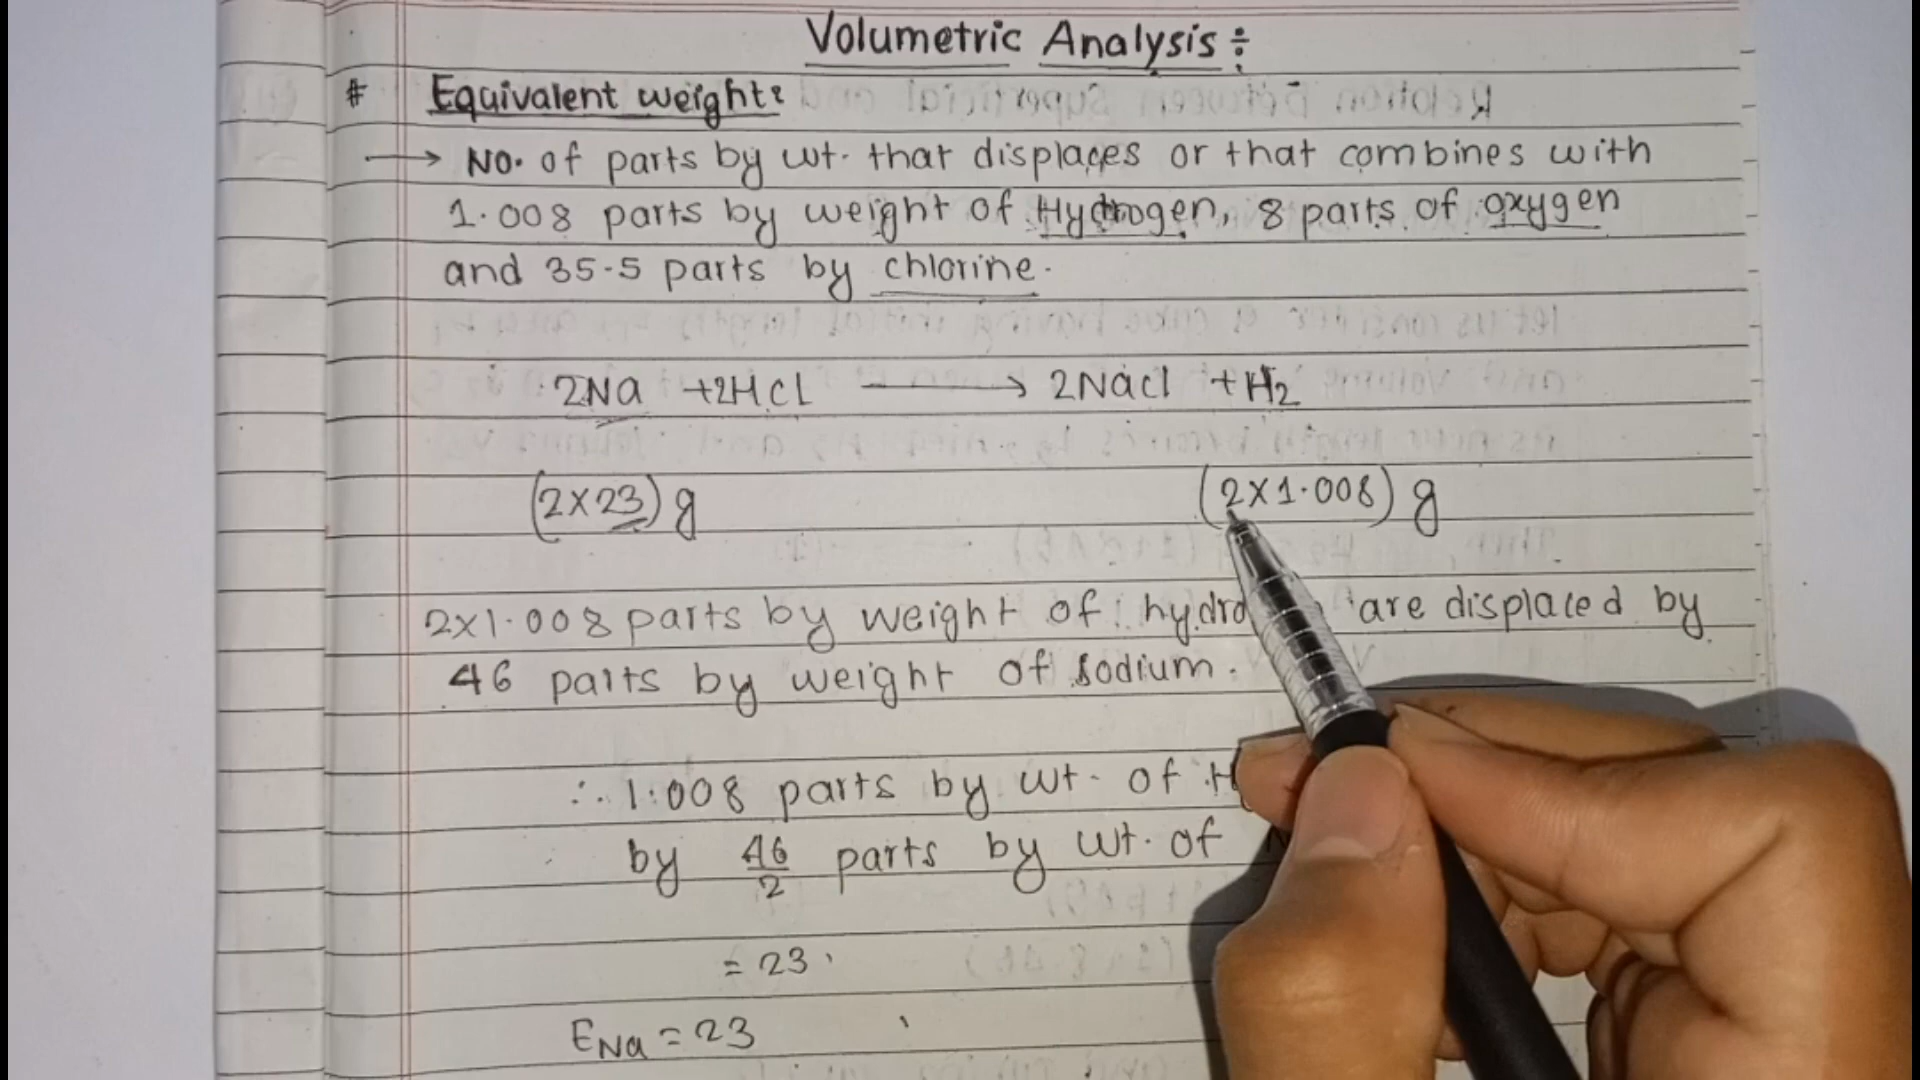 Volumetric Analysis :
# Equivalent weight:
→ No. of parts by wt. that displaces or that combines with
1.008 parts by weight of Hydrogen, 8 parts of oxygen
and 35.5 parts by chlorine.
2Na + 2HCl → 2NaCl + H2
(2×23) g (2×1.008) g
2×1.008 parts by weight of hydro are displaced by
46 parts by weight of sodium.
∴ 1.008 parts by wt. of H
by 46/2 parts by wt. of
= 23.
ENa = 23